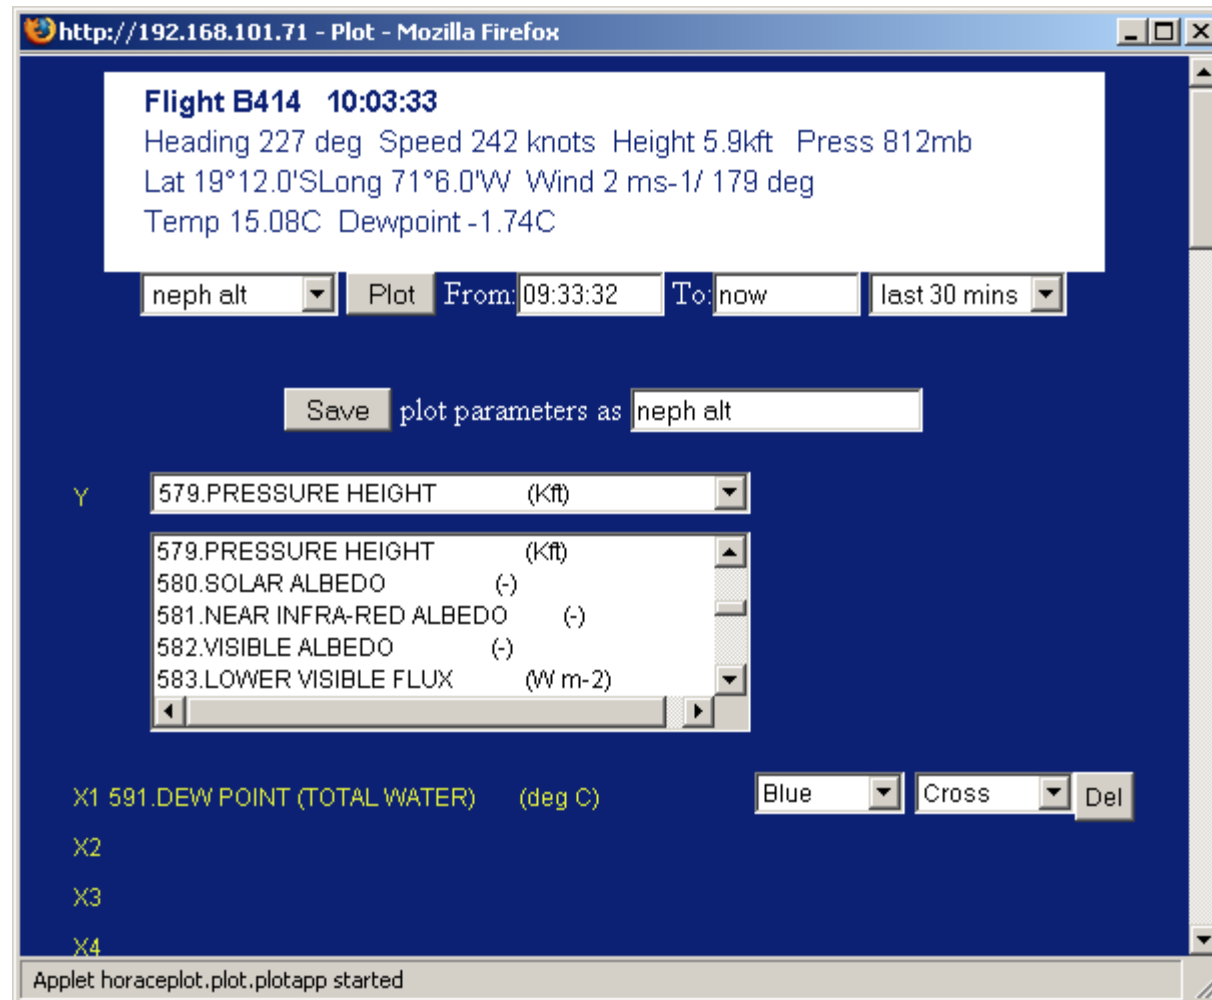 http://192.168.101.71 - Plot - Mozilla Firefox
Flight B414 10:03:33
Heading 227 deg Speed 242 knots Height 5.9kft Press 812mb
Lat 19°12.0'SLong 71°6.0'W Wind 2 ms-1/ 179 deg
Temp 15.08C Dewpoint -1.74C
neph alt Plot From: 09:33:32 To: now last 30 mins
Save plot parameters as neph alt
Y 579.PRESSURE HEIGHT (Kft)
579.PRESSURE HEIGHT (Kft)
580.SOLAR ALBEDO (-)
581.NEAR INFRA-RED ALBEDO (-)
582.VISIBLE ALBEDO (-)
583.LOWER VISIBLE FLUX (W m-2)
X1 591.DEW POINT (TOTAL WATER) (deg C) Blue Cross Del
X2
X3
X4
Applet horaceplot.plot.plotapp started